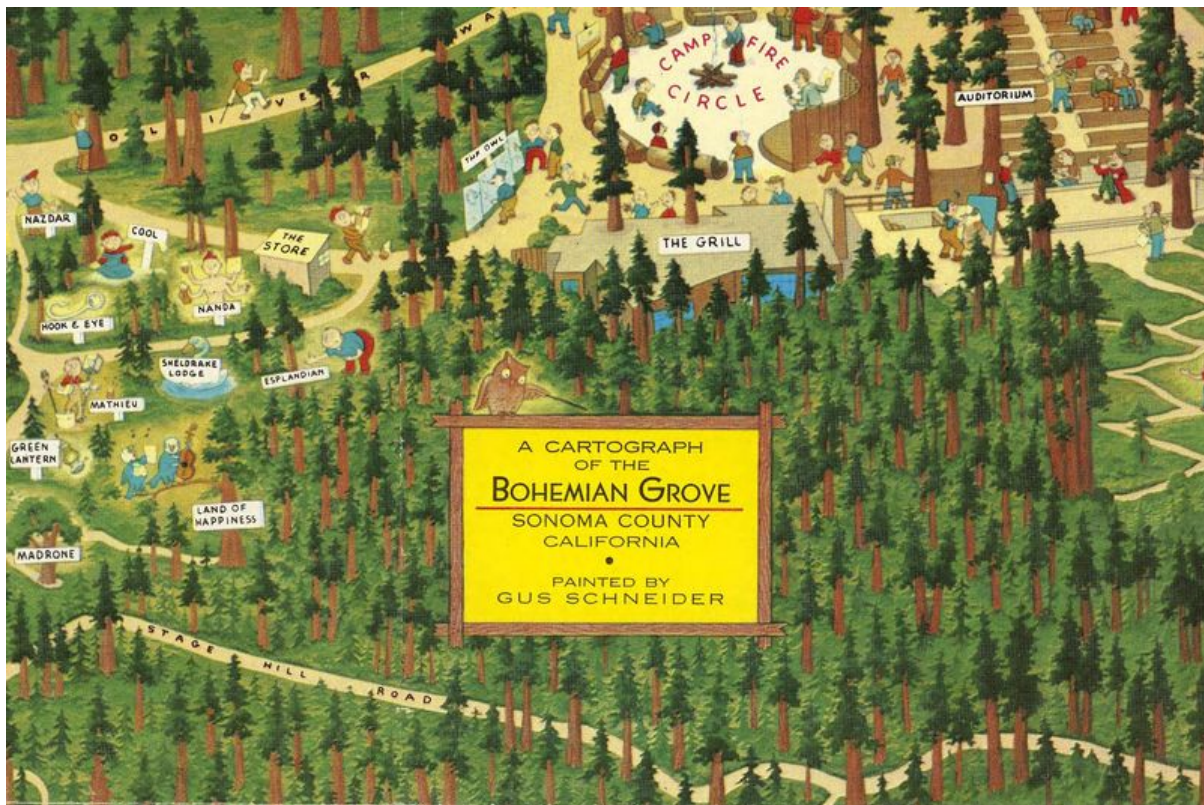 OLIVER WA
CAMP FIRE
CIRCLE
AUDITORIUM
THE OWL
NAZDAR
COOL
THE
STORE
THE GRILL
NANDA
HOOK & EYE
SHELDRAKE
LODGE
ESPLANDIAN
MATHIEU
GREEN
LANTERN
LAND OF
HAPPINESS
MADRONE
A CARTOGRAPH
OF THE
BOHEMIAN GROVE
SONOMA COUNTY
CALIFORNIA
•
PAINTED BY
GUS SCHNEIDER
STAGE HILL ROAD